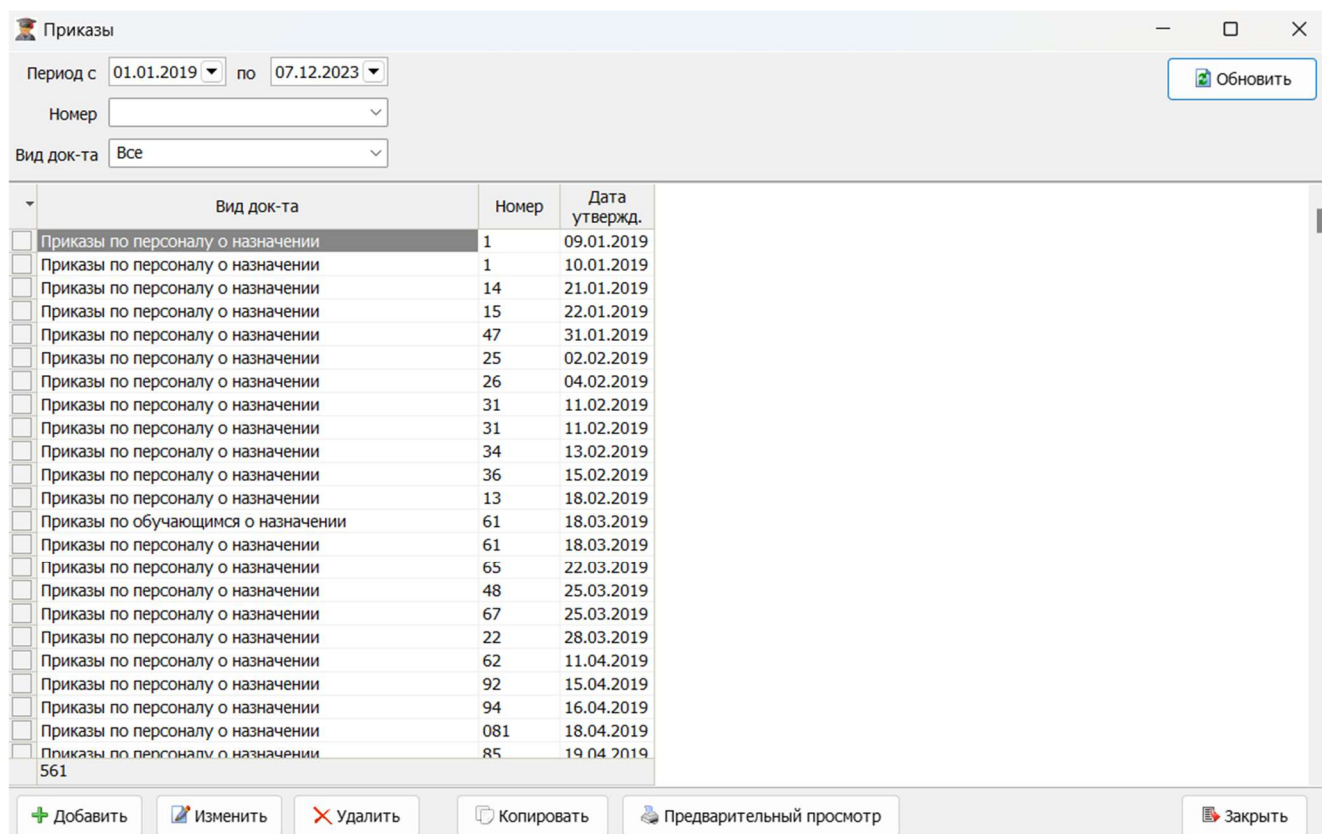 Приказы
Период с 01.01.2019 по 07.12.2023
Обновить
Номер
Вид док-та Все
Вид док-та Номер Дата утвержд.
Приказы по персоналу о назначении 1 09.01.2019
Приказы по персоналу о назначении 1 10.01.2019
Приказы по персоналу о назначении 14 21.01.2019
Приказы по персоналу о назначении 15 22.01.2019
Приказы по персоналу о назначении 47 31.01.2019
Приказы по персоналу о назначении 25 02.02.2019
Приказы по персоналу о назначении 26 04.02.2019
Приказы по персоналу о назначении 31 11.02.2019
Приказы по персоналу о назначении 31 11.02.2019
Приказы по персоналу о назначении 34 13.02.2019
Приказы по персоналу о назначении 36 15.02.2019
Приказы по персоналу о назначении 13 18.02.2019
Приказы по обучающимся о назначении 61 18.03.2019
Приказы по персоналу о назначении 61 18.03.2019
Приказы по персоналу о назначении 65 22.03.2019
Приказы по персоналу о назначении 48 25.03.2019
Приказы по персоналу о назначении 67 25.03.2019
Приказы по персоналу о назначении 22 28.03.2019
Приказы по персоналу о назначении 62 11.04.2019
Приказы по персоналу о назначении 92 15.04.2019
Приказы по персоналу о назначении 94 16.04.2019
Приказы по персоналу о назначении 081 18.04.2019
Приказы по персоналу о назначении 85 19.04.2019
561
Добавить Изменить Удалить Копировать Предварительный просмотр Закрыть